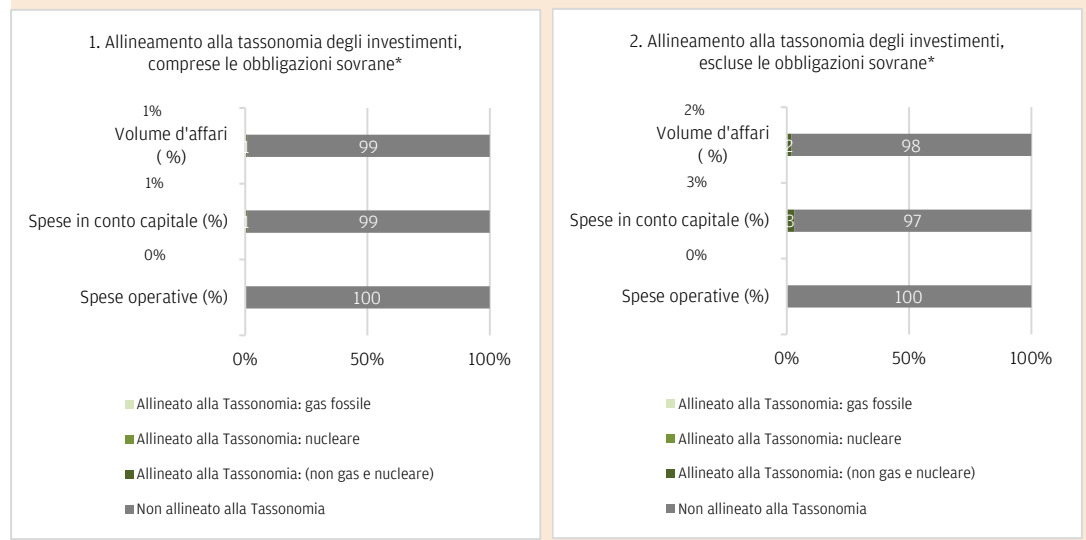 1. Allineamento alla tassonomia degli investimenti,
comprese le obbligazioni sovrane*
1%
Volume d'affari
( %)
1
99
1%
Spese in conto capitale (%)
1
99
0%
Spese operative (%)
100
0%
50%
100%
Allineato alla Tassonomia: gas fossile
Allineato alla Tassonomia: nucleare
Allineato alla Tassonomia: (non gas e nucleare)
Non allineato alla Tassonomia
2. Allineamento alla tassonomia degli investimenti,
escluse le obbligazioni sovrane*
2%
Volume d'affari
( %)
2
98
3%
Spese in conto capitale (%)
3
97
0%
Spese operative (%)
100
0%
50%
100%
Allineato alla Tassonomia: gas fossile
Allineato alla Tassonomia: nucleare
Allineato alla Tassonomia: (non gas e nucleare)
Non allineato alla Tassonomia